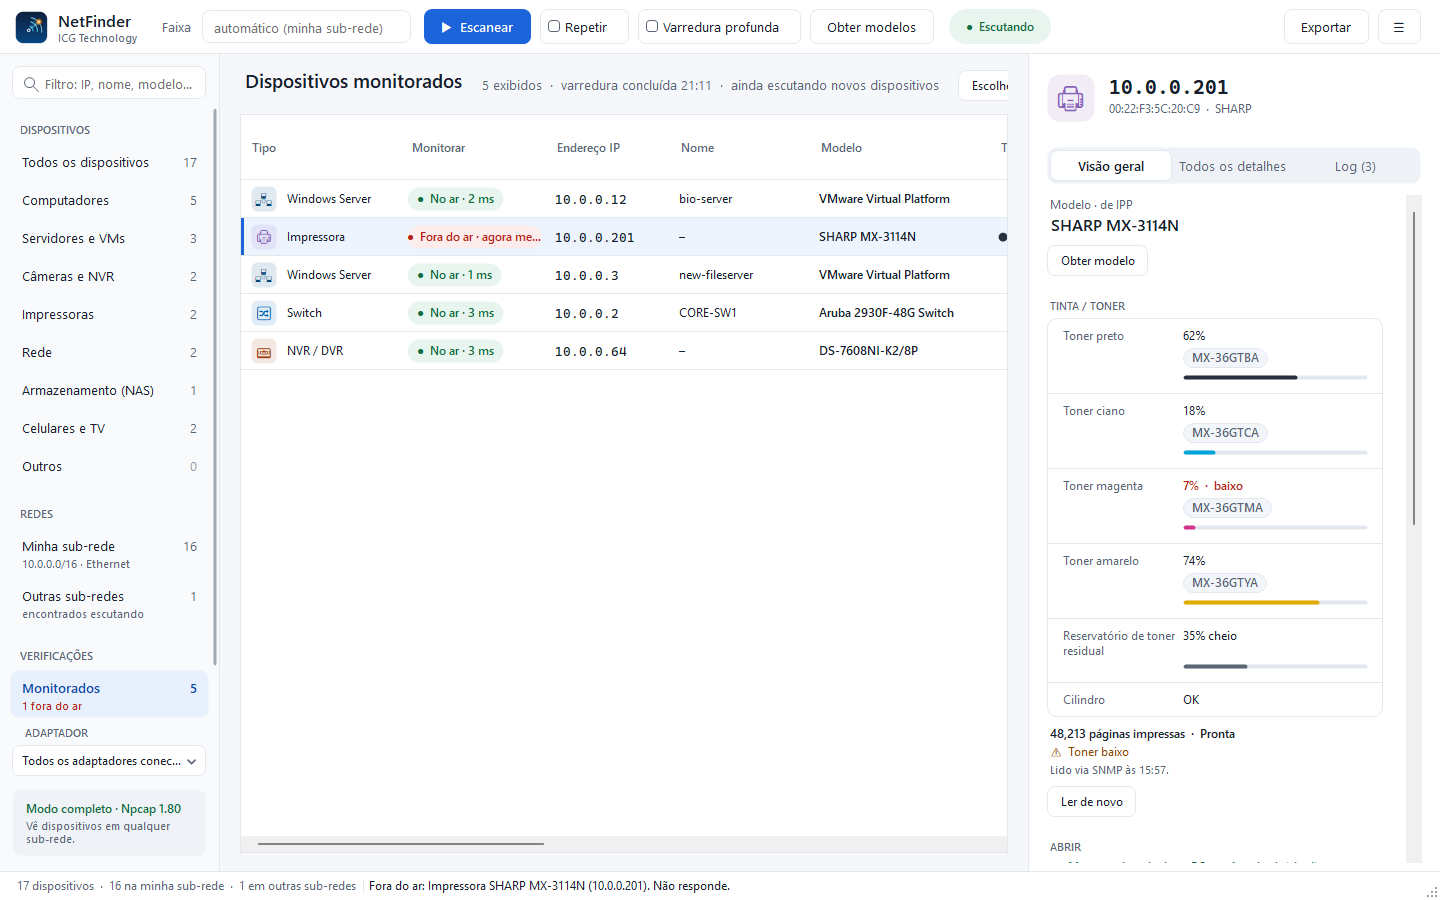 NetFinder
ICG Technology
Faixa
automático (minha sub-rede)
Escanear
Repetir
Varredura profunda
Obter modelos
Escutando
Exportar
Filtro: IP, nome, modelo...
DISPOSITIVOS
Todos os dispositivos 17
Computadores 5
Servidores e VMs 3
Câmeras e NVR 2
Impressoras 2
Rede 2
Armazenamento (NAS) 1
Celulares e TV 2
Outros 0
REDES
Minha sub-rede 16
10.0.0.0/16 · Ethernet
Outras sub-redes 1
encontrados escutando
VERIFICAÇÕES
Monitorados 5
1 fora do ar
ADAPTADOR
Todos os adaptadores conec...
Modo completo · Npcap 1.80
Vê dispositivos em qualquer
sub-rede.
Dispositivos monitorados
5 exibidos · varredura concluída 21:11 · ainda escutando novos dispositivos
Escolh
Tipo Monitorar Endereço IP Nome Modelo T
Windows Server No ar · 2 ms 10.0.0.12 bio-server VMware Virtual Platform
Impressora Fora do ar · agora me... 10.0.0.201 – SHARP MX-3114N
Windows Server No ar · 1 ms 10.0.0.3 new-fileserver VMware Virtual Platform
Switch No ar · 3 ms 10.0.0.2 CORE-SW1 Aruba 2930F-48G Switch
NVR / DVR No ar · 3 ms 10.0.0.64 – DS-7608NI-K2/8P
10.0.0.201
00:22:F3:5C:20:C9 · SHARP
Visão geral
Todos os detalhes
Log (3)
Modelo · de IPP
SHARP MX-3114N
Obter modelo
TINTA / TONER
Toner preto 62%
MX-36GTBA
Toner ciano 18%
MX-36GTCA
Toner magenta 7% · baixo
MX-36GTMA
Toner amarelo 74%
MX-36GTYA
Reservatório de toner 35% cheio
residual
Cilindro OK
48,213 páginas impressas · Pronta
⚠ Toner baixo
Lido via SNMP às 15:57.
Ler de novo
ABRIR
17 dispositivos · 16 na minha sub-rede · 1 em outras sub-redes
Fora do ar: Impressora SHARP MX-3114N (10.0.0.201). Não responde.